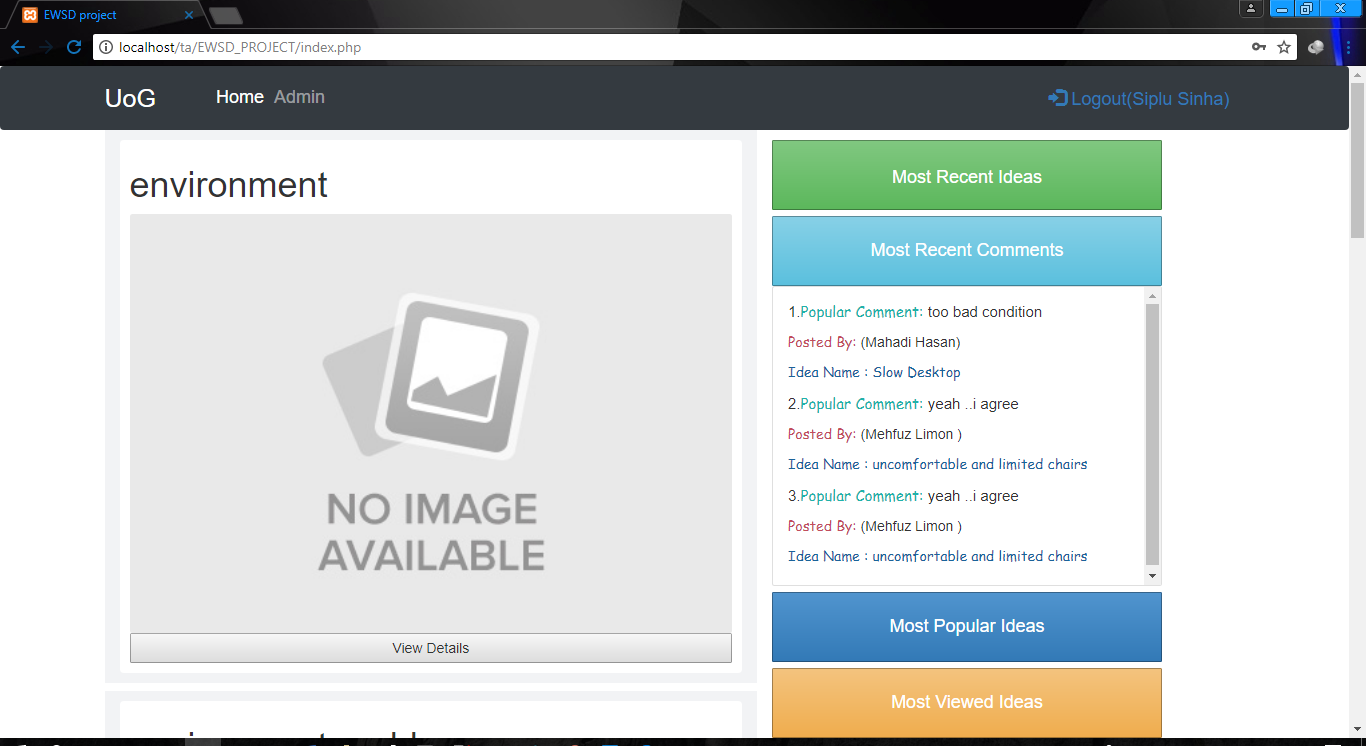 EWSD project
localhost/ta/EWSD_PROJECT/index.php
UoG
Home Admin
Logout(Siplu Sinha)
environment
NO IMAGE
AVAILABLE
View Details
Most Recent Ideas
Most Recent Comments
1.Popular Comment: too bad condition
Posted By: (Mahadi Hasan)
Idea Name : Slow Desktop
2.Popular Comment: yeah ..i agree
Posted By: (Mehfuz Limon )
Idea Name : uncomfortable and limited chairs
3.Popular Comment: yeah ..i agree
Posted By: (Mehfuz Limon )
Idea Name : uncomfortable and limited chairs
Most Popular Ideas
Most Viewed Ideas